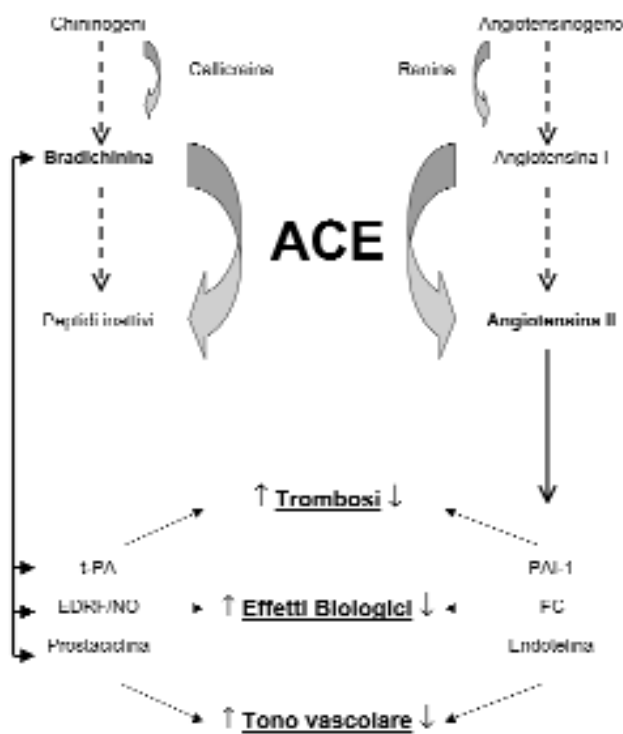 Chininogeni
Angiotensinogeno
Callicreina
Renina
Bradichinina
Angiotensina I
ACE
Peptidi inattivi
Angiotensina II
↑ Trombosi ↓
t-PA
PAI-1
EDRF/NO
↑ Effetti Biologici ↓
Prostaciclina
Endotelina
↑ Tono vascolare ↓